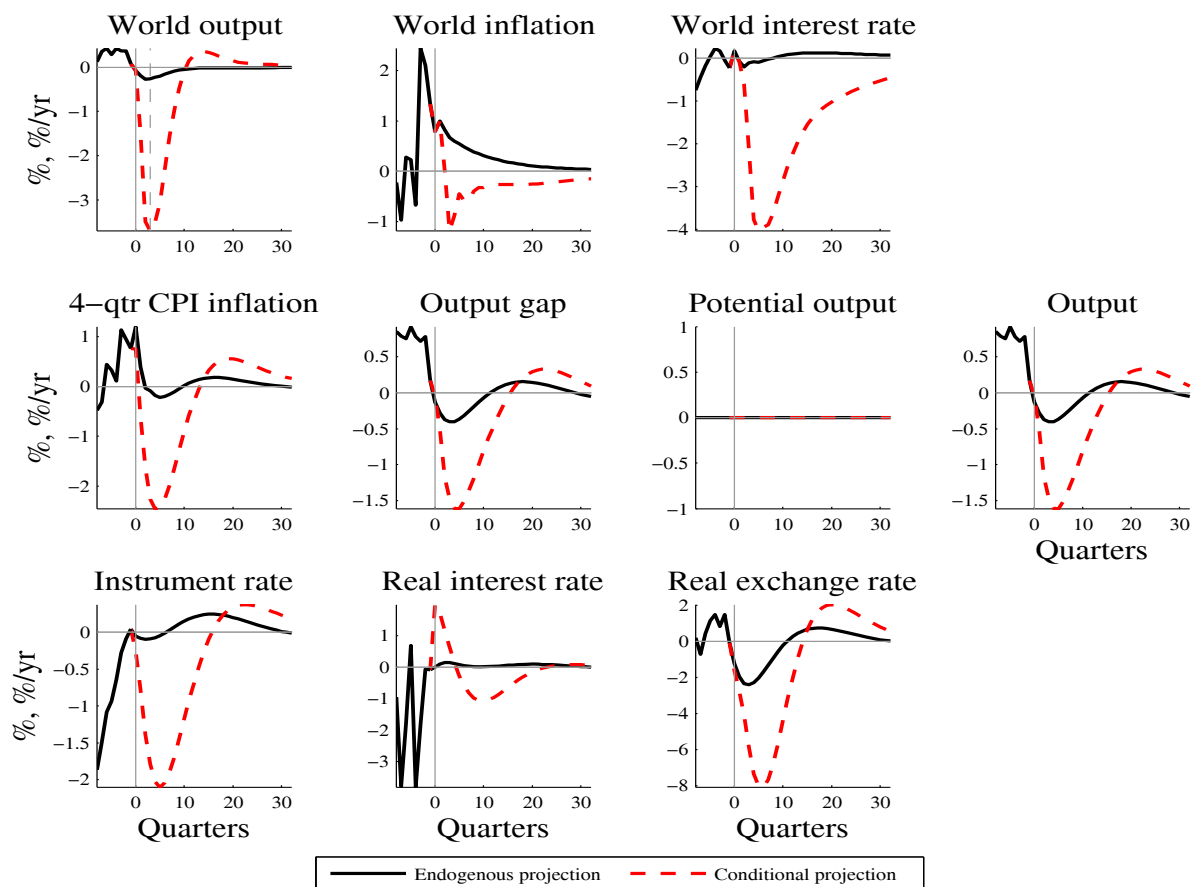 World output World inflation World interest rate
%, %/yr
0
−1
−2
−3
0 10 20 30
2
1
0
−1
0 10 20 30
0
−1
−2
−3
−4
0 10 20 30
4−qtr CPI inflation Output gap Potential output Output
%, %/yr
1
0
−1
−2
0 10 20 30
0.5
0
−0.5
−1
−1.5
0 10 20 30
1
0.5
0
−0.5
−1
0 10 20 30
0.5
0
−0.5
−1
−1.5
0 10 20 30
Quarters
Instrument rate Real interest rate Real exchange rate
%, %/yr
0
−0.5
−1
−1.5
−2
0 10 20 30
Quarters
1
0
−1
−2
−3
0 10 20 30
Quarters
2
0
−2
−4
−6
−8
0 10 20 30
Quarters
Endogenous projection Conditional projection